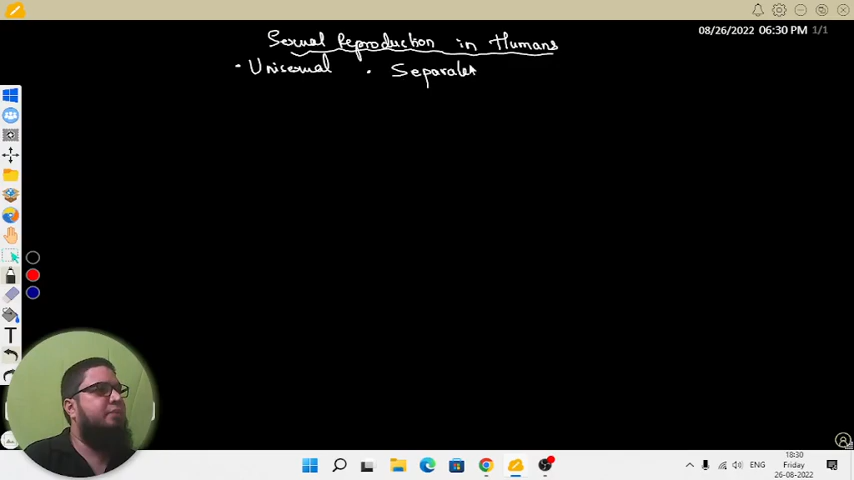 08/26/2022 06:30 PM 1/1
Sexual Reproduction in Humans
• Unisexual • Separate
T
ENG
18:30
Friday
26-08-2022